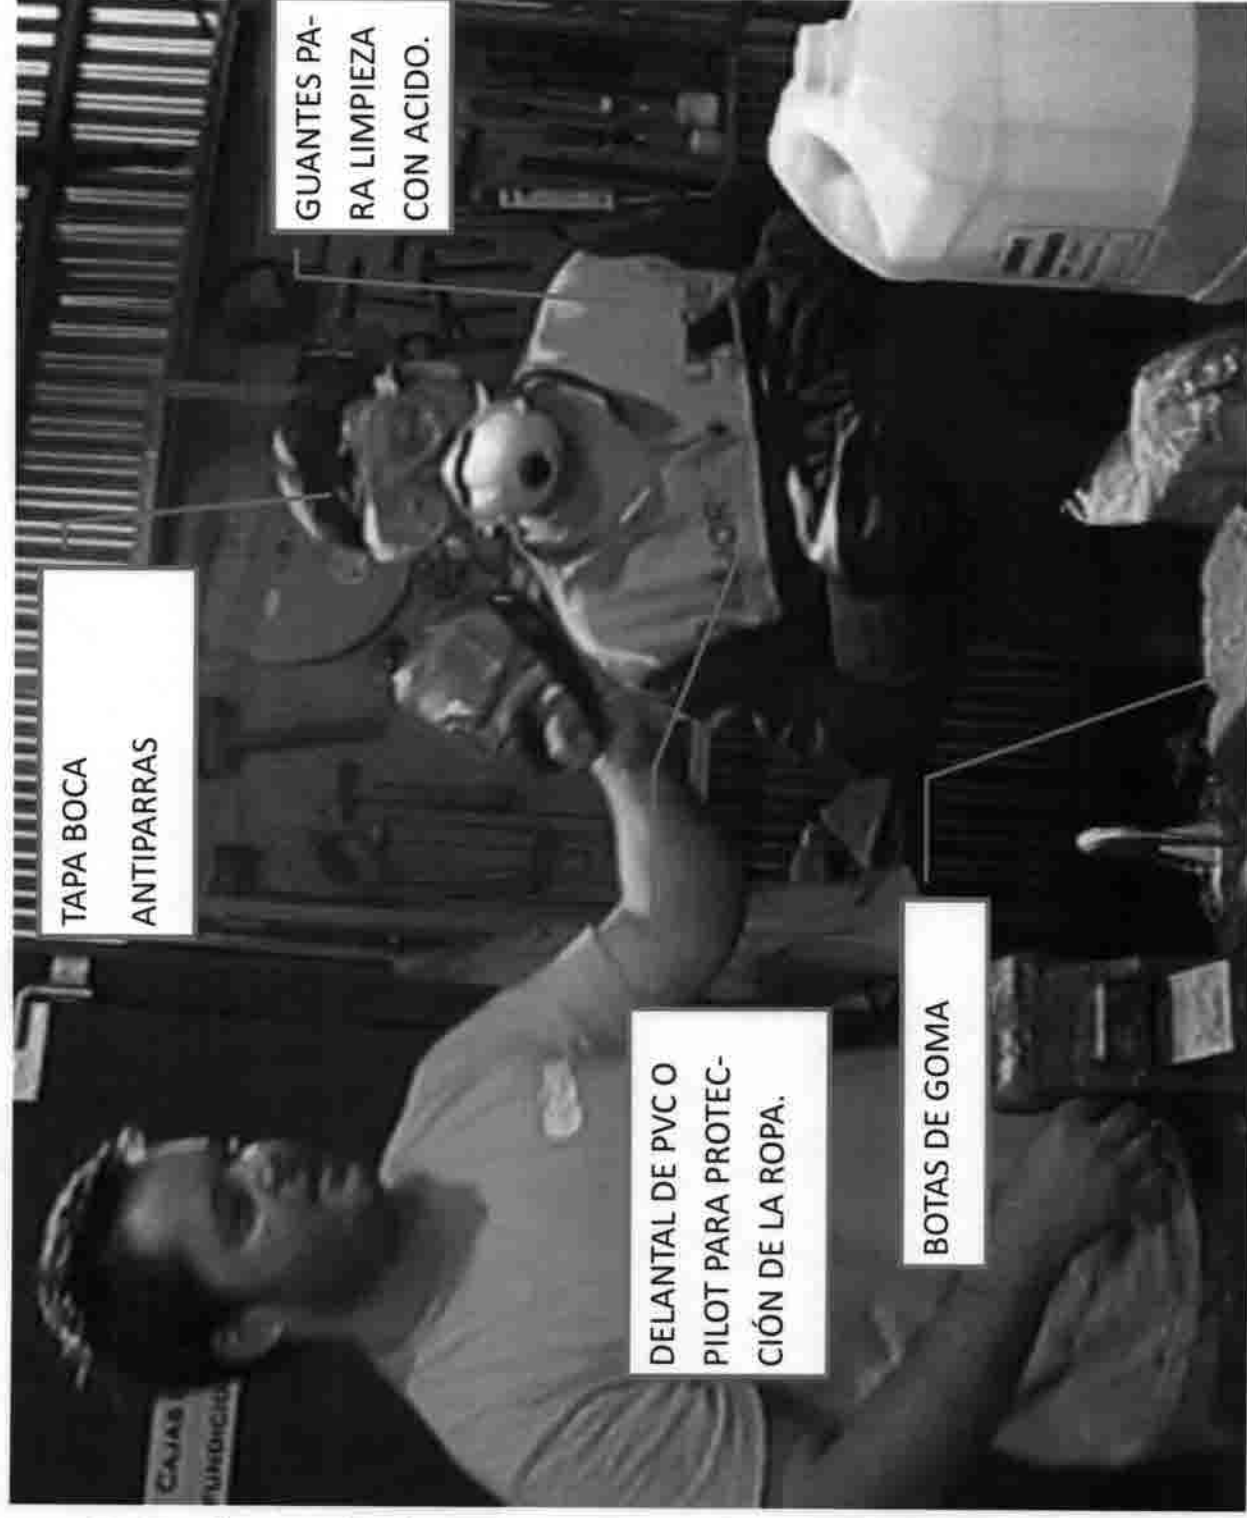 GUANTES PA-
RA LIMPIEZA
CON ACIDO.
TAPA BOCA
ANTIPARRAS
DELANTAL DE PVC O
PILOT PARA PROTEC-
CIÓN DE LA ROPA.
BOTAS DE GOMA
CAJAS
FUNDICIO